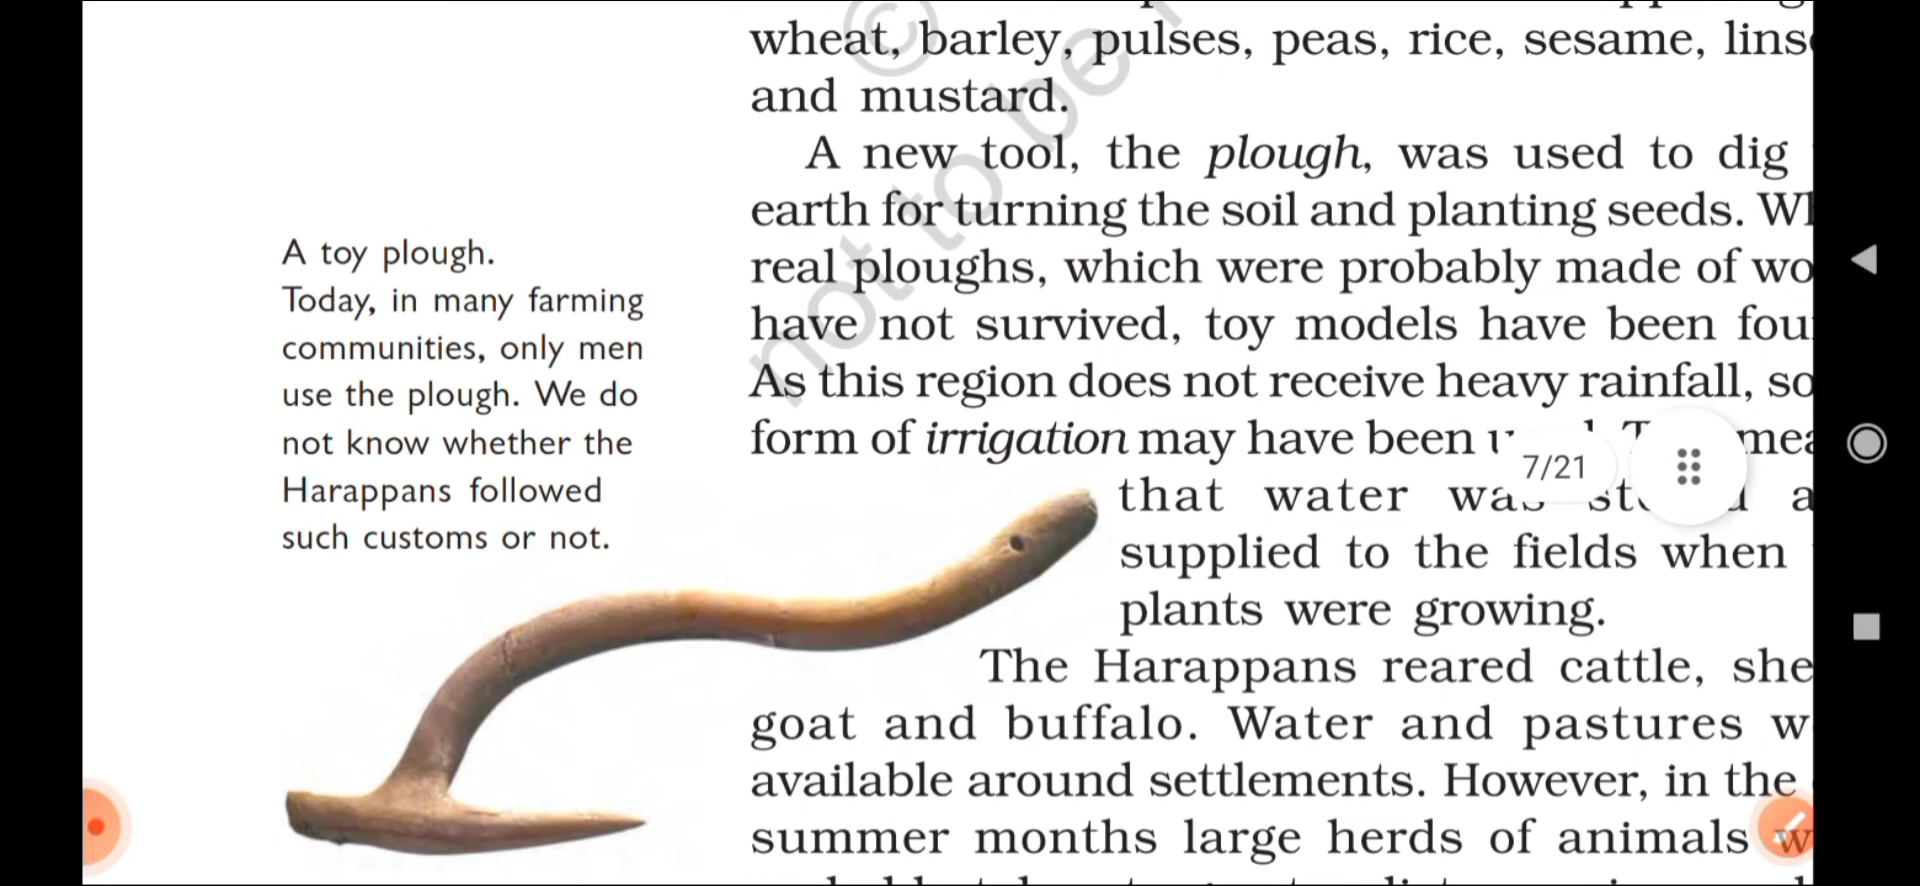 wheat, barley, pulses, peas, rice, sesame,
and mustard.
A new tool, the plough, was used to dig
earth for turning the soil and planting seeds.
real ploughs, which were probably made of
have not survived, toy models have been
As this region does not receive heavy rainfall,
form of irrigation may have been
that water
supplied to the fields when
plants were growing.
The Harappans reared cattle,
goat and buffalo. Water and pastures
available around settlements. However, in the
summer months large herds of animals
A toy plough.
Today, in many farming
communities, only men
use the plough. We do
not know whether the
Harappans followed
such customs or not.
7/21
©
not to be